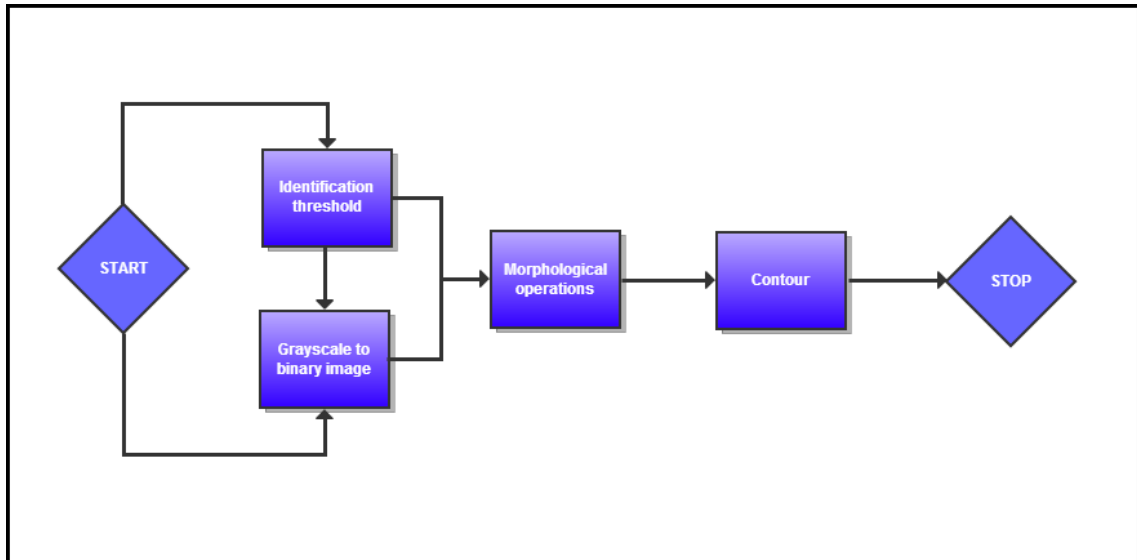 START
Identification
threshold
Grayscale to
binary image
Morphological
operations
Contour
STOP